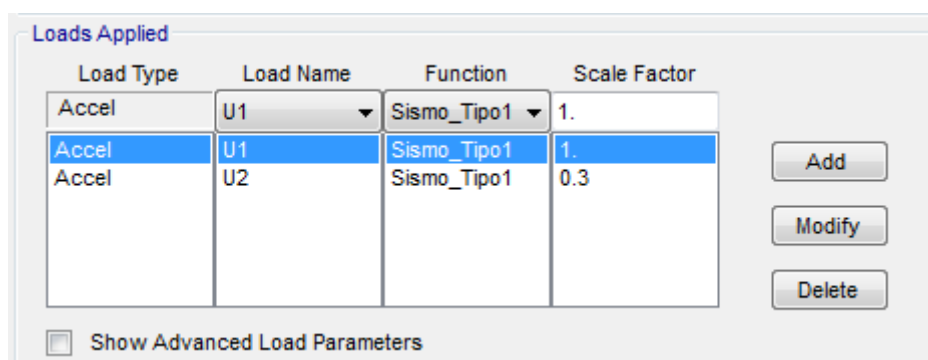 Loads Applied
Load Type Load Name Function Scale Factor
Accel U1 Sismo_Tipo1 1.
Accel U1 Sismo_Tipo1 1.
Accel U2 Sismo_Tipo1 0.3
Add
Modify
Delete
Show Advanced Load Parameters